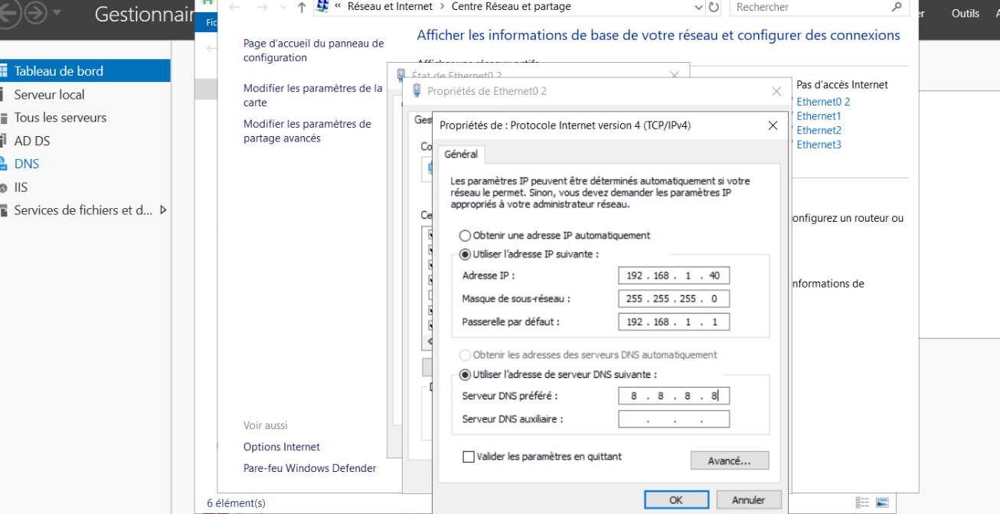 Gestionnair
Fic
« Réseau et Internet > Centre Réseau et partage
Rechercher
er
Outils
A
Tableau de bord
Serveur local
Tous les serveurs
AD DS
DNS
IIS
Services de fichiers et d...
Page d'accueil du panneau de
configuration
Modifier les paramètres de la
carte
Modifier les paramètres de
partage avancés
Voir aussi
Options Internet
Pare-feu Windows Defender
6 élément(s)
Afficher les informations de base de votre réseau et configurer des connexions
Pas d'accès Internet
Ethernet0 2
Ethernet1
Ethernet2
Ethernet3
onfigurez un routeur ou
nformations de
État de Ethernet0 2
Propriétés de Ethernet0 2
Gest
Co
Ce
Propriétés de : Protocole Internet version 4 (TCP/IPv4)
Général
Les paramètres IP peuvent être déterminés automatiquement si votre
réseau le permet. Sinon, vous devez demander les paramètres IP
appropriés à votre administrateur réseau.
Obtenir une adresse IP automatiquement
Utiliser l'adresse IP suivante :
Adresse IP : 192 . 168 . 1 . 40
Masque de sous-réseau : 255 . 255 . 255 . 0
Passerelle par défaut : 192 . 168 . 1 . 1
Obtenir les adresses des serveurs DNS automatiquement
Utiliser l'adresse de serveur DNS suivante :
Serveur DNS préféré : 8 . 8 . 8 . 8
Serveur DNS auxiliaire : . . .
Valider les paramètres en quittant
Avancé...
OK
Annuler